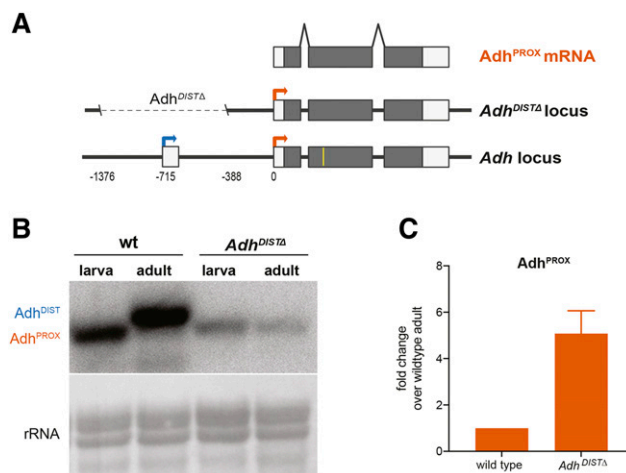 A
Adh^PROX mRNA
Adh^DISTΔ
Adh^DISTΔ locus
Adh locus
-1376 -715 -388 0
B
wt Adh^DISTΔ
larva adult larva adult
Adh^DIST
Adh^PROX
rRNA
C
Adh^PROX
fold change
over wildtype adult
8
6
4
2
0
wild type Adh^DISTΔ